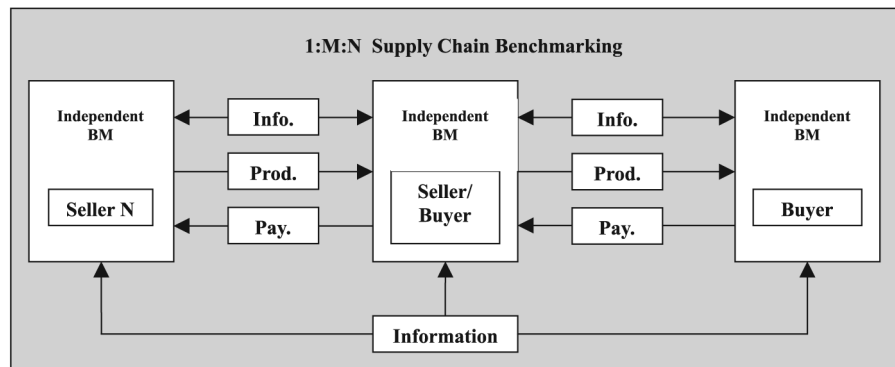 1:M:N Supply Chain Benchmarking
Independent
BM
Seller N
Info.
Prod.
Pay.
Independent
BM
Seller/
Buyer
Info.
Prod.
Pay.
Independent
BM
Buyer
Information